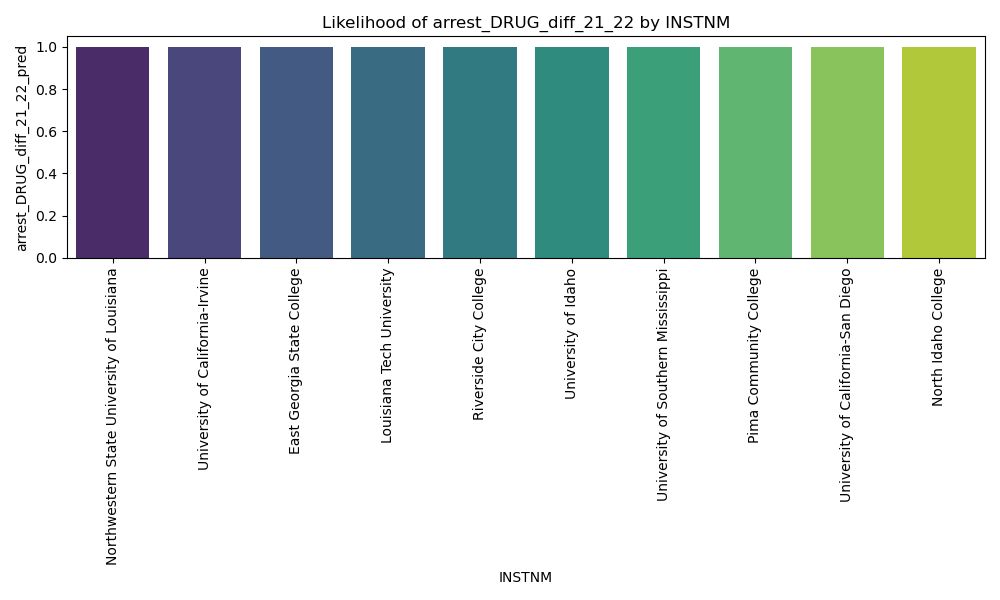 Likelihood of arrest_DRUG_diff_21_22 by INSTNM
arrest_DRUG_diff_21_22_pred
1.0
0.8
0.6
0.4
0.2
0.0
Northwestern State University of Louisiana
University of California-Irvine
East Georgia State College
Louisiana Tech University
Riverside City College
University of Idaho
University of Southern Mississippi
Pima Community College
University of California-San Diego
North Idaho College
INSTNM